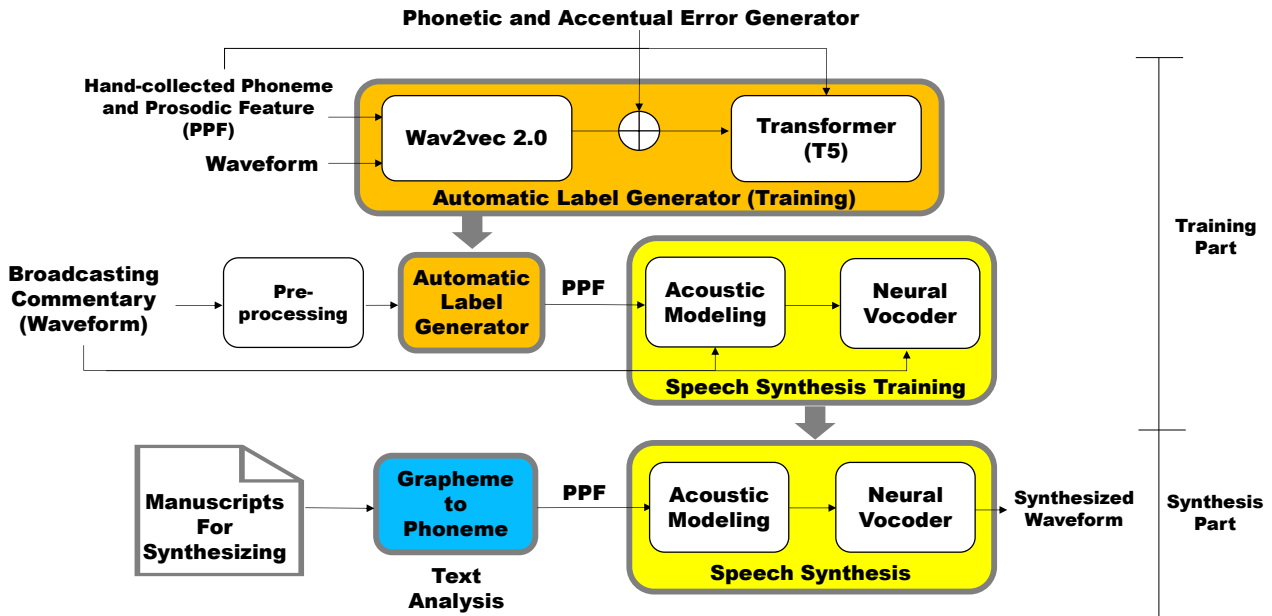 Phonetic and Accentual Error Generator
Hand-collected Phoneme
and Prosodic Feature
(PPF)
Waveform
Wav2vec 2.0
Transformer
(T5)
Automatic Label Generator (Training)
Training
Part
Broadcasting
Commentary
(Waveform)
Pre-
processing
Automatic
Label
Generator
PPF
Acoustic
Modeling
Neural
Vocoder
Speech Synthesis Training
Manuscripts
For
Synthesizing
Grapheme
to
Phoneme
Text
Analysis
PPF
Acoustic
Modeling
Neural
Vocoder
Speech Synthesis
Synthesized
Waveform
Synthesis
Part